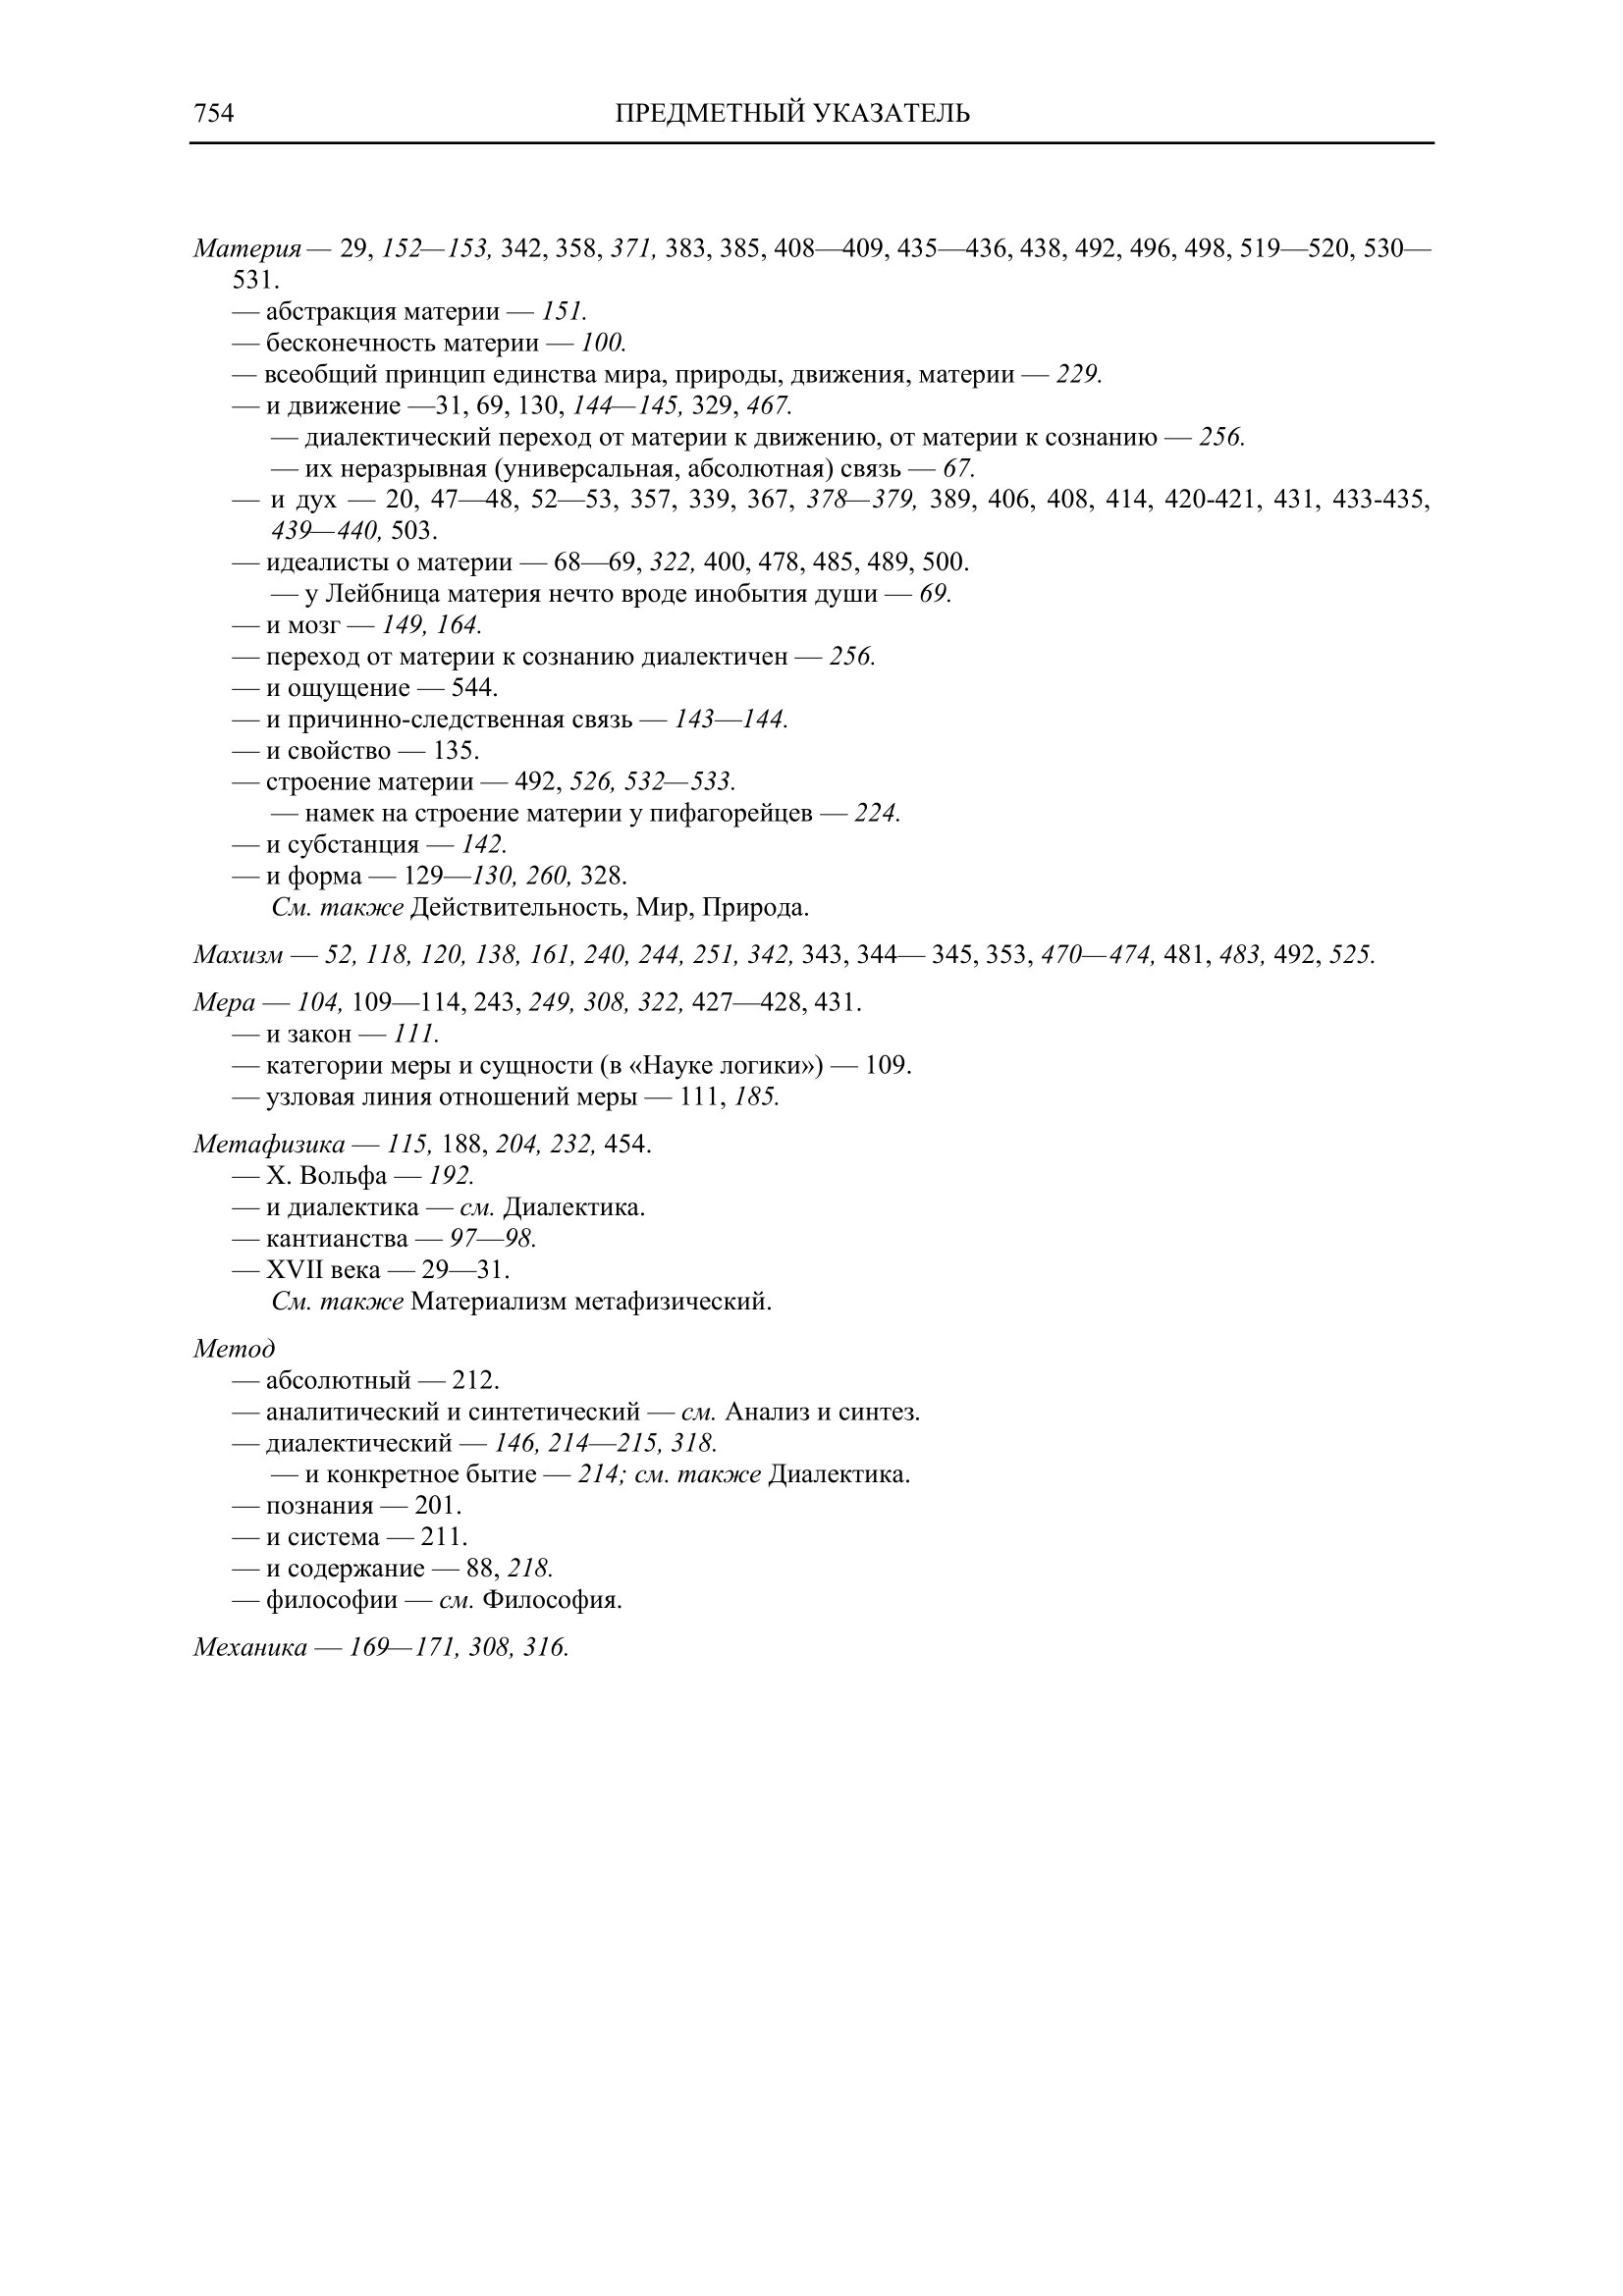 754 ПРЕДМЕТНЫЙ УКАЗАТЕЛЬ
Материя — 29, 152—153, 342, 358, 371, 383, 385, 408—409, 435—436, 438, 492, 496, 498, 519—520, 530—
531.
— абстракция материи — 151.
— бесконечность материи — 100.
— всеобщий принцип единства мира, природы, движения, материи — 229.
— и движение —31, 69, 130, 144—145, 329, 467.
— диалектический переход от материи к движению, от материи к сознанию — 256.
— их неразрывная (универсальная, абсолютная) связь — 67.
— и дух — 20, 47—48, 52—53, 357, 339, 367, 378—379, 389, 406, 408, 414, 420-421, 431, 433-435,
439—440, 503.
— идеалисты о материи — 68—69, 322, 400, 478, 485, 489, 500.
— у Лейбница материя нечто вроде инобытия души — 69.
— и мозг — 149, 164.
— переход от материи к сознанию диалектичен — 256.
— и ощущение — 544.
— и причинно-следственная связь — 143—144.
— и свойство — 135.
— строение материи — 492, 526, 532—533.
— намек на строение материи у пифагорейцев — 224.
— и субстанция — 142.
— и форма — 129—130, 260, 328.
См. также Действительность, Мир, Природа.
Махизм — 52, 118, 120, 138, 161, 240, 244, 251, 342, 343, 344— 345, 353, 470—474, 481, 483, 492, 525.
Мера — 104, 109—114, 243, 249, 308, 322, 427—428, 431.
— и закон — 111.
— категории меры и сущности (в «Науке логики») — 109.
— узловая линия отношений меры — 111, 185.
Метафизика — 115, 188, 204, 232, 454.
— Х. Вольфа — 192.
— и диалектика — см. Диалектика.
— кантианства — 97—98.
— XVII века — 29—31.
См. также Материализм метафизический.
Метод
— абсолютный — 212.
— аналитический и синтетический — см. Анализ и синтез.
— диалектический — 146, 214—215, 318.
— и конкретное бытие — 214; см. также Диалектика.
— познания — 201.
— и система — 211.
— и содержание — 88, 218.
— философии — см. Философия.
Механика — 169—171, 308, 316.